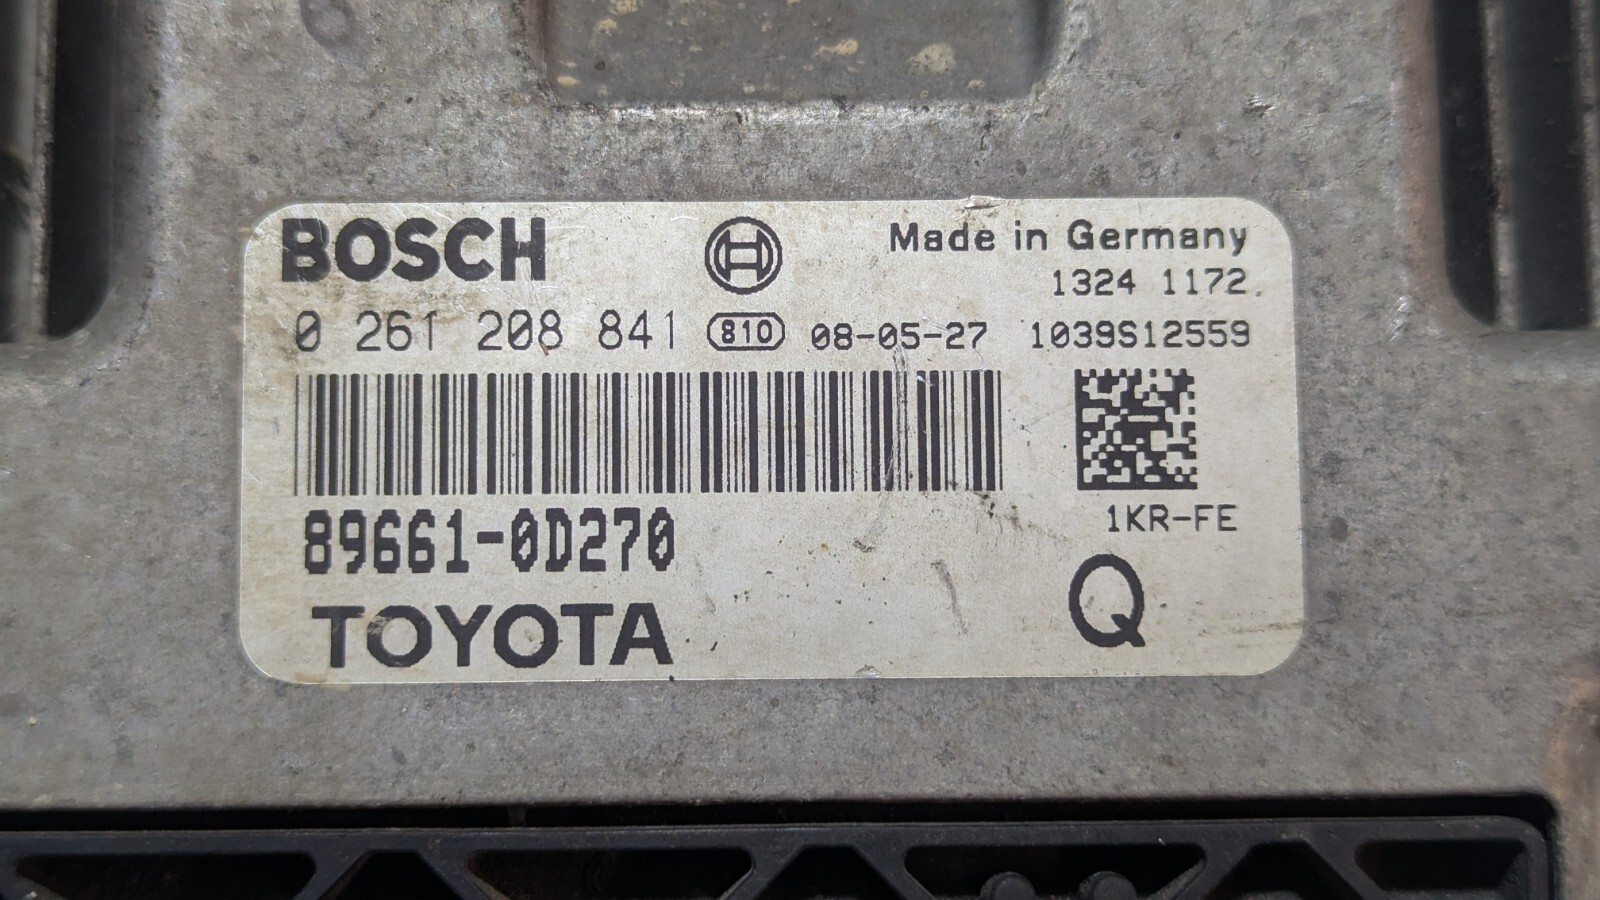 BOSCH
Made in Germany
1324 1172
0 261 208 841 810 08-05-27 1039S12559
89661-0D270
1KR-FE
TOYOTA
Q